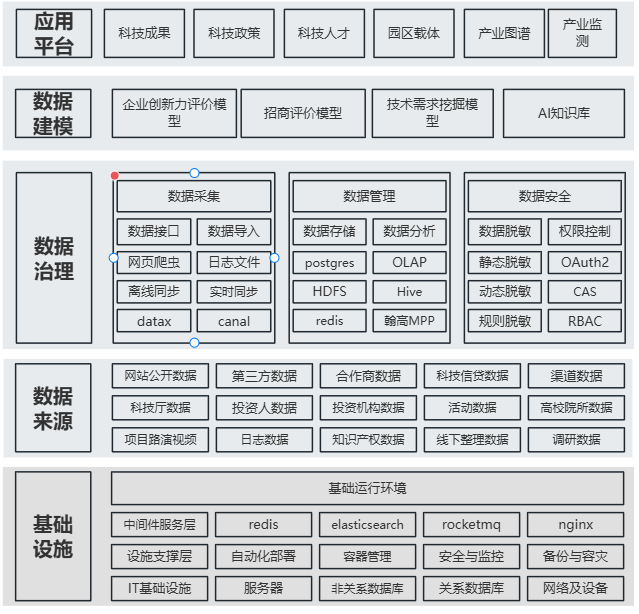 应用
平台
科技成果 科技政策 科技人才 园区载体 产业图谱 产业监
测
数据
建模
企业创新力评价模
型
招商评价模型
技术需求挖掘模
型
AI知识库
数据
治理
数据采集
数据接口 数据导入
网页爬虫 日志文件
离线同步 实时同步
datax canal
数据管理
数据存储 数据分析
postgres OLAP
HDFS Hive
redis 翰高MPP
数据安全
数据脱敏 权限控制
静态脱敏 OAuth2
动态脱敏 CAS
规则脱敏 RBAC
数据
来源
网站公开数据 第三方数据 合作商数据 科技信贷数据 渠道数据
科技厅数据 投资人数据 投资机构数据 活动数据 高校院所数据
项目路演视频 日志数据 知识产权数据 线下整理数据 调研数据
基础
设施
基础运行环境
中间件服务层 redis elasticsearch rocketmq nginx
设施支撑层 自动化部署 容器管理 安全与监控 备份与容灾
IT基础设施 服务器 非关系数据库 关系数据库 网络及设备